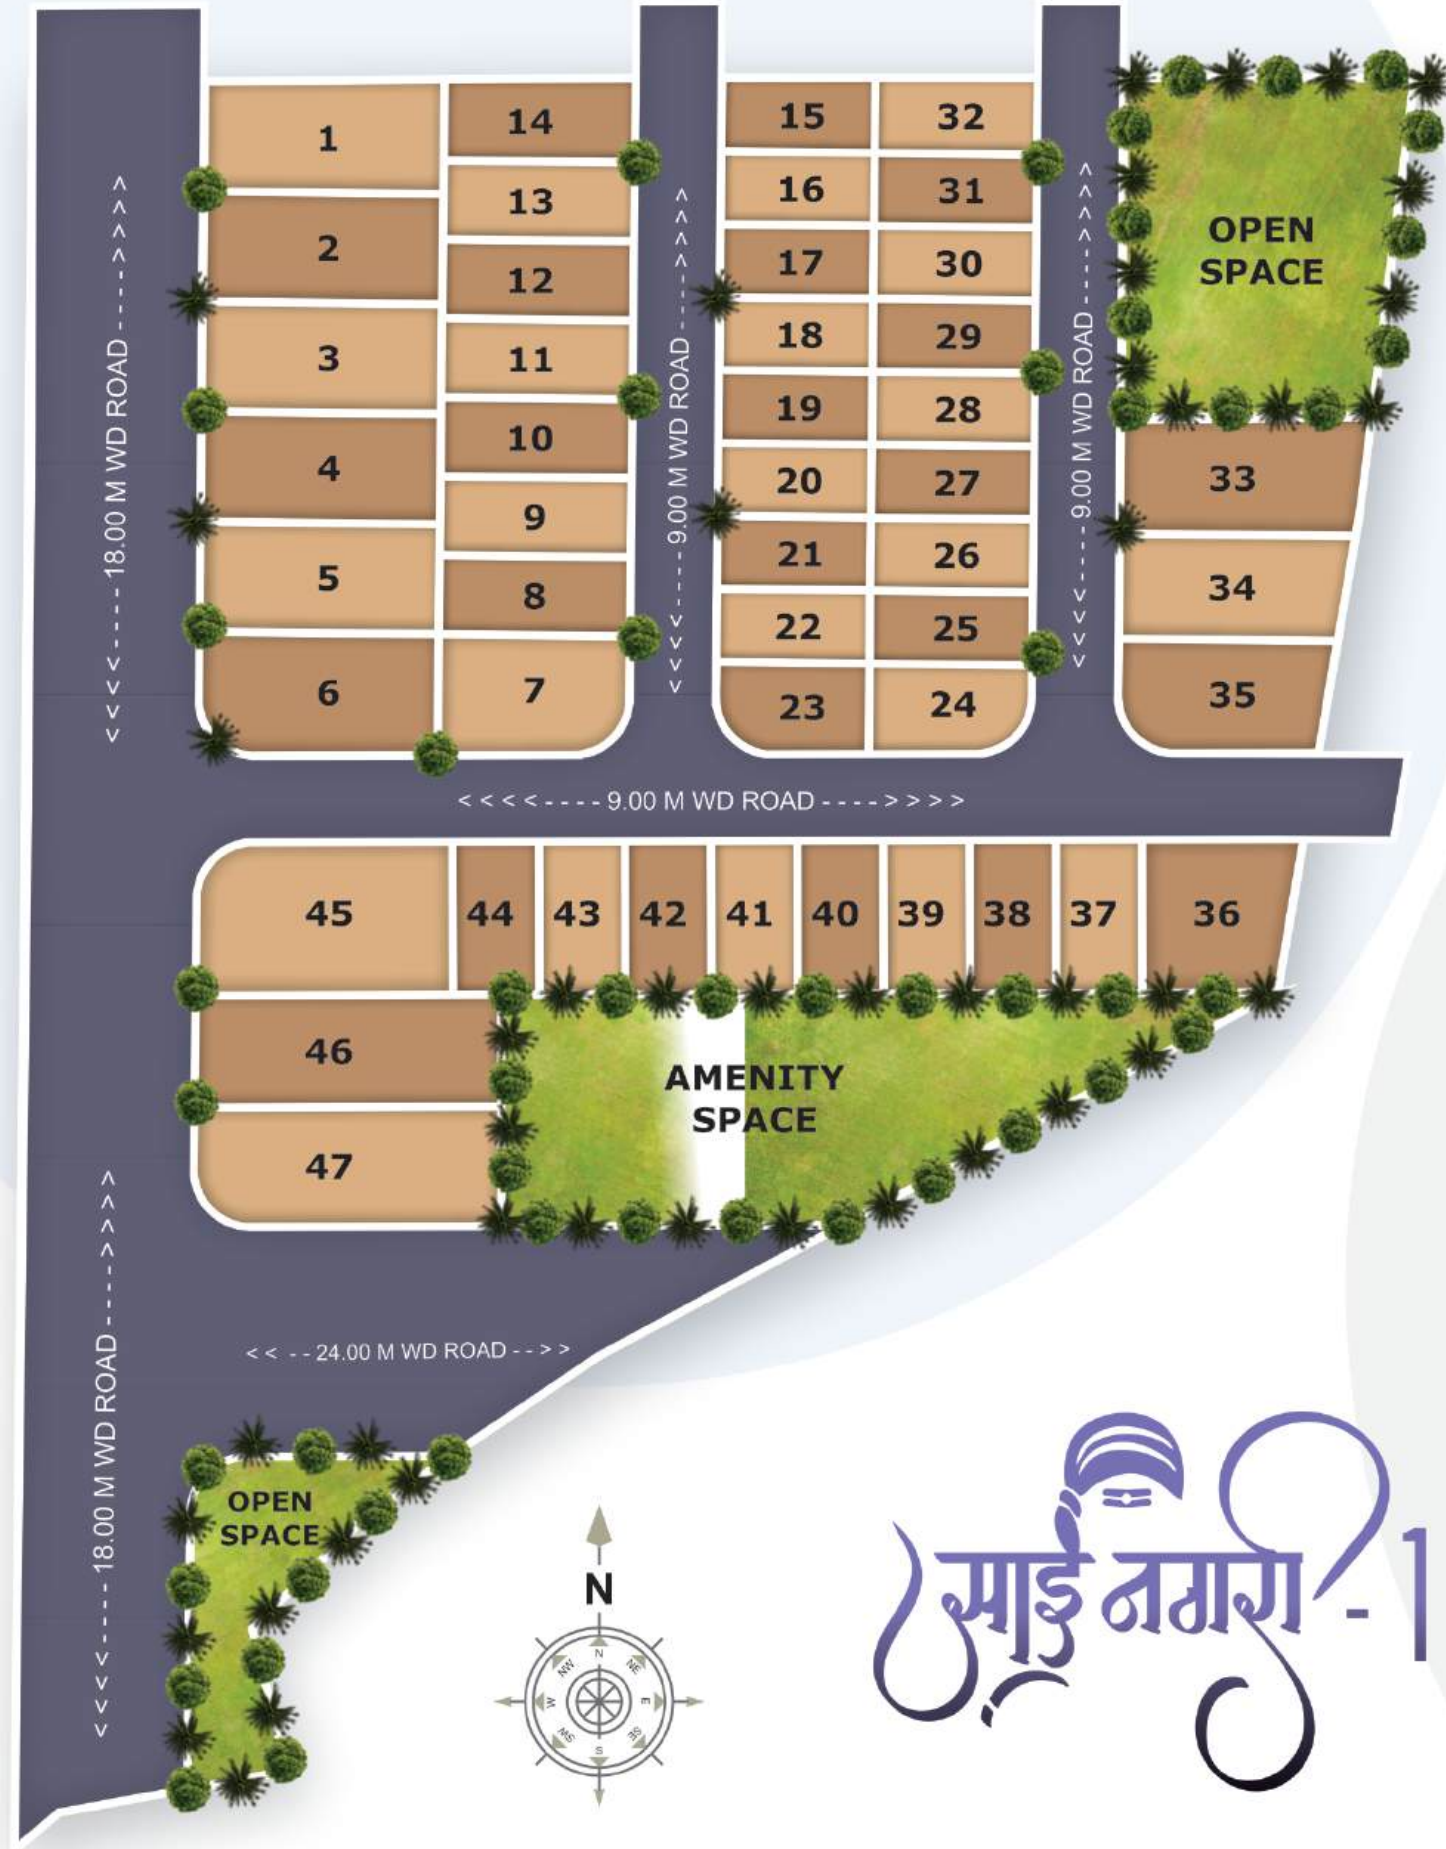 1
14
2
13
3
12
4
11
5
10
6
9
8
7
15 32
16 31
17 30
18 29
19 28
20 27
21 26
22 25
23 24
OPEN
SPACE
33
34
35
<<<<----- 18.00 M WD ROAD ----->>>>
<<<<----- 9.00 M WD ROAD ----->>>>
<<<<----- 9.00 M WD ROAD ----->>>>
<<<<---- 9.00 M WD ROAD ---->>>>
45 44 43 42 41 40 39 38 37 36
46
47
AMENITY
SPACE
<<<<----- 18.00 M WD ROAD ----->>>>
<< -- 24.00 M WD ROAD -->>
OPEN
SPACE
N
N
NE
E
SE
S
SW
W
NW
साई नगरी - 1